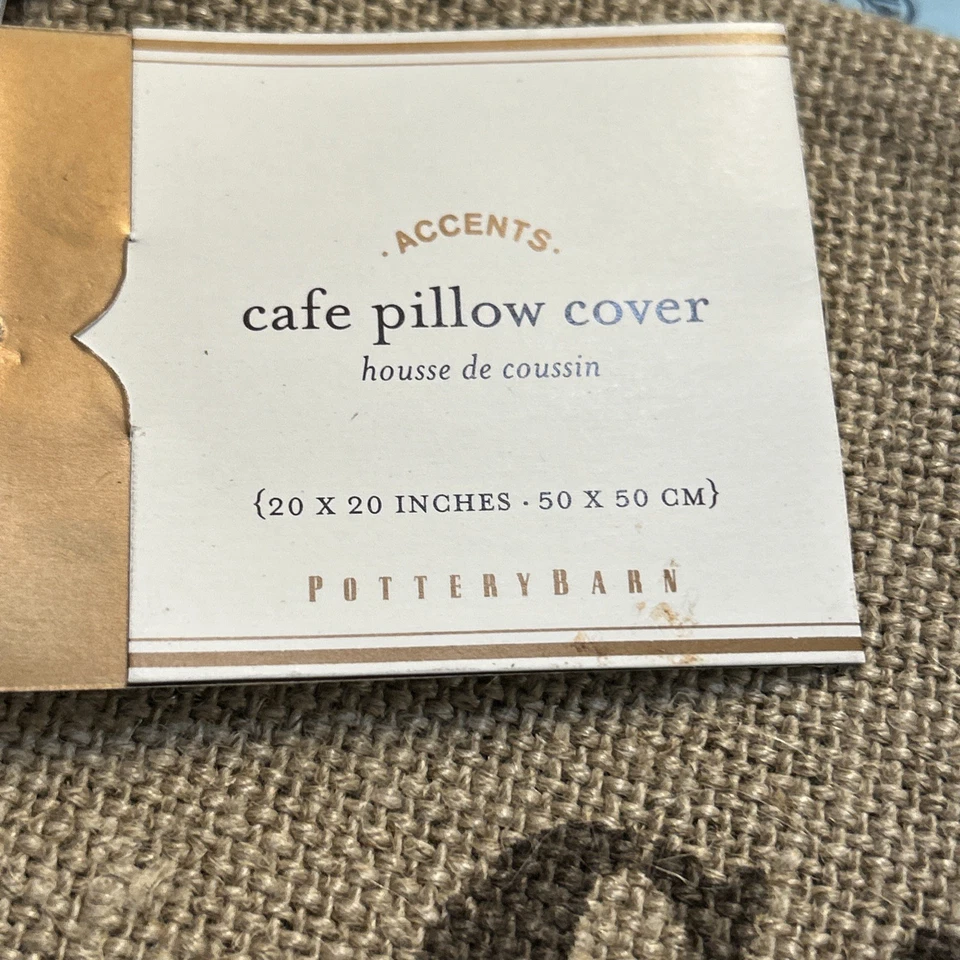 · ACCENTS ·
cafe pillow cover
housse de coussin
{20 X 20 INCHES · 50 X 50 CM}
POTTERYBARN